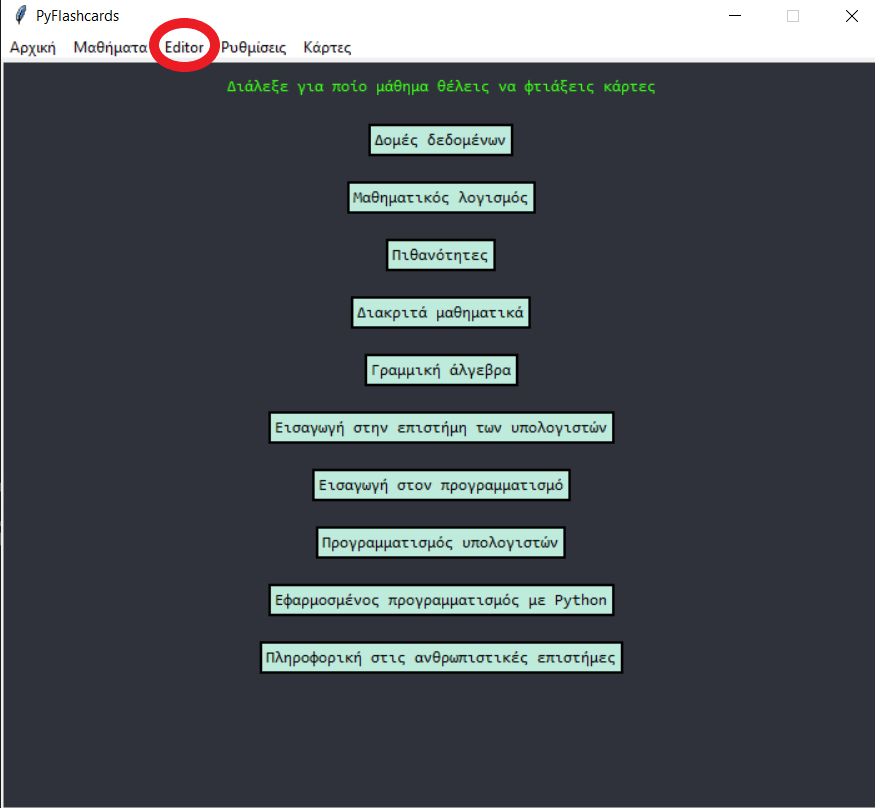 PyFlashcards
Αρχική Μαθήματα Editor Ρυθμίσεις Κάρτες
Διάλεξε για ποίο μάθημα θέλεις να φτιάξεις κάρτες
Δομές δεδομένων
Μαθηματικός λογισμός
Πιθανότητες
Διακριτά μαθηματικά
Γραμμική άλγεβρα
Εισαγωγή στην επιστήμη των υπολογιστών
Εισαγωγή στον προγραμματισμό
Προγραμματισμός υπολογιστών
Εφαρμοσμένος προγραμματισμός με Python
Πληροφορική στις ανθρωπιστικές επιστήμες